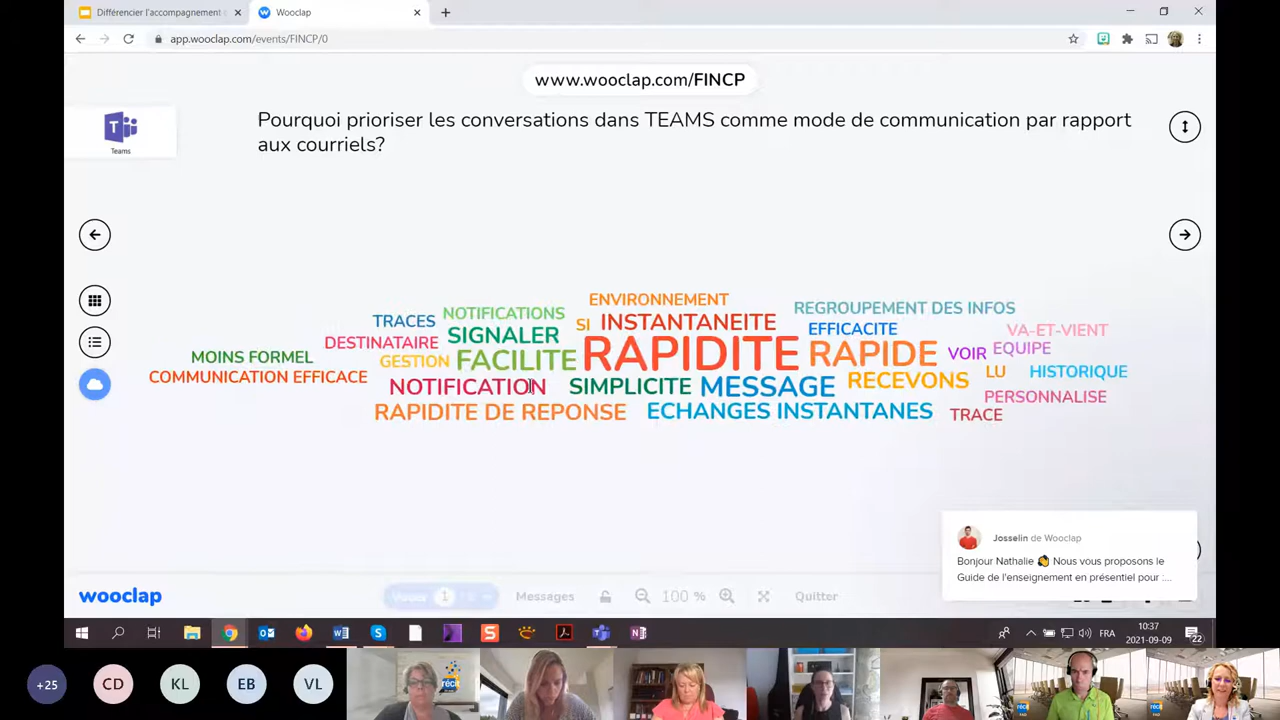 Différencier l'accompagnement
Wooclap
app.wooclap.com/events/FINCP/0
www.wooclap.com/FINCP
Teams
Pourquoi prioriser les conversations dans TEAMS comme mode de communication par rapport
aux courriels?
ENVIRONNEMENT
NOTIFICATIONS
REGROUPEMENT DES INFOS
TRACES
SI
INSTANTANEITE
SIGNALER
EFFICACITE
VA-ET-VIENT
DESTINATAIRE
MOINS FORMEL
GESTION
FACILITE
RAPIDITE
RAPIDE
VOIR
EQUIPE
COMMUNICATION EFFICACE
NOTIFICATION
SIMPLICITE
MESSAGE
RECEVONS
LU
HISTORIQUE
PERSONNALISE
RAPIDITE DE REPONSE
ECHANGES INSTANTANES
TRACE
Josselin de Wooclap
Bonjour Nathalie 👋 Nous vous proposons le
Guide de l'enseignement en présentiel pour :...
wooclap
1
Messages
100 %
Quitter
FRA
10:37
2021-09-09
22
+25
CD
KL
EB
VL
récit
récit
récit